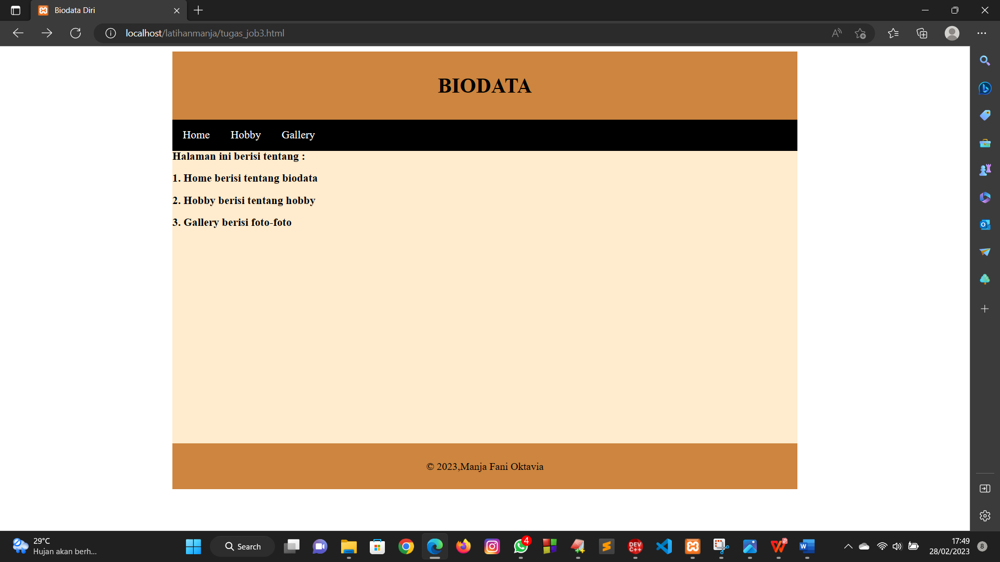 Biodata Diri
localhost/latihanmanja/tugas_job3.html
BIODATA
Home Hobby Gallery
Halaman ini berisi tentang :
1. Home berisi tentang biodata
2. Hobby berisi tentang hobby
3. Gallery berisi foto-foto
© 2023,Manja Fani Oktavia
29°C
Hujan akan berh...
Search
4
DEV
C++
17:49
28/02/2023
8